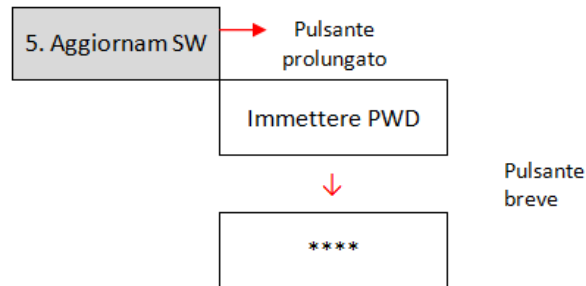 5. Aggiornam SW
Pulsante
prolungato
Immettere PWD
Pulsante
breve
****